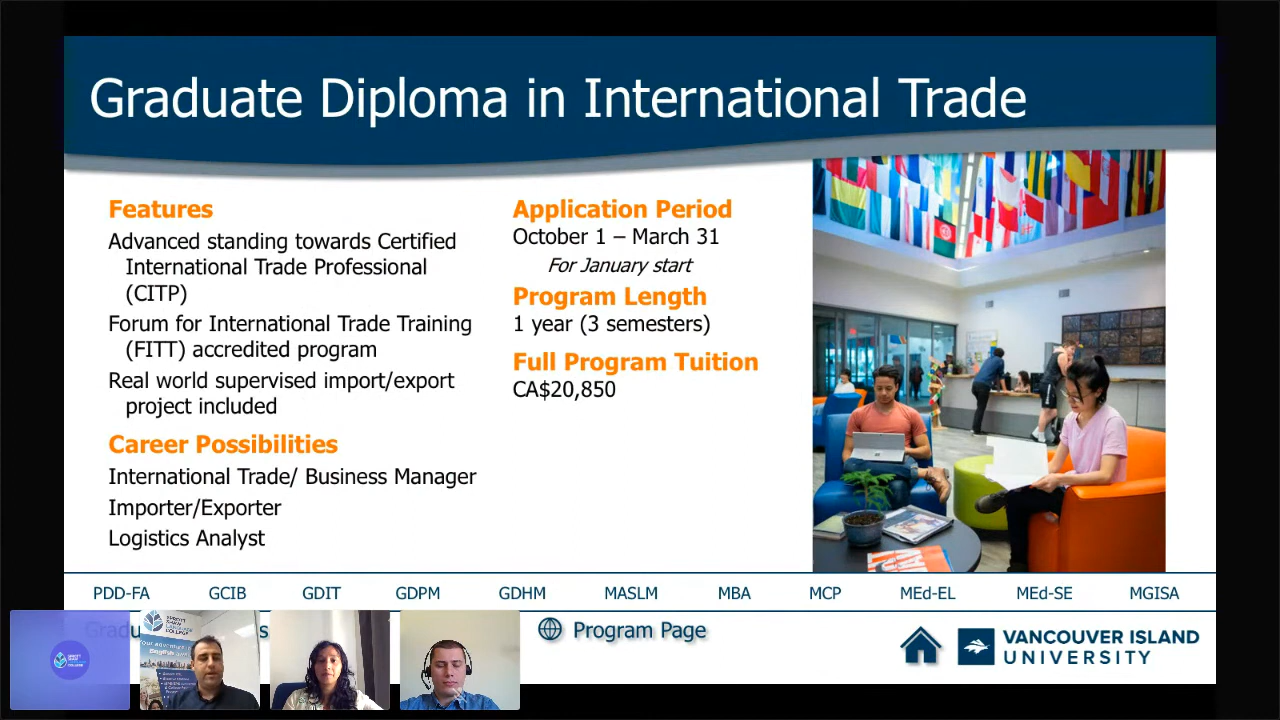 Graduate Diploma in International Trade
Features
Advanced standing towards Certified
International Trade Professional
(CITP)
Forum for International Trade Training
(FITT) accredited program
Real world supervised import/export
project included
Career Possibilities
International Trade/ Business Manager
Importer/Exporter
Logistics Analyst
Application Period
October 1 – March 31
For January start
Program Length
1 year (3 semesters)
Full Program Tuition
CA$20,850
PDD-FA GCIB GDIT GDPM GDHM MASLM MBA MCP MEd-EL MEd-SE MGISA
Program Page
VANCOUVER ISLAND
UNIVERSITY